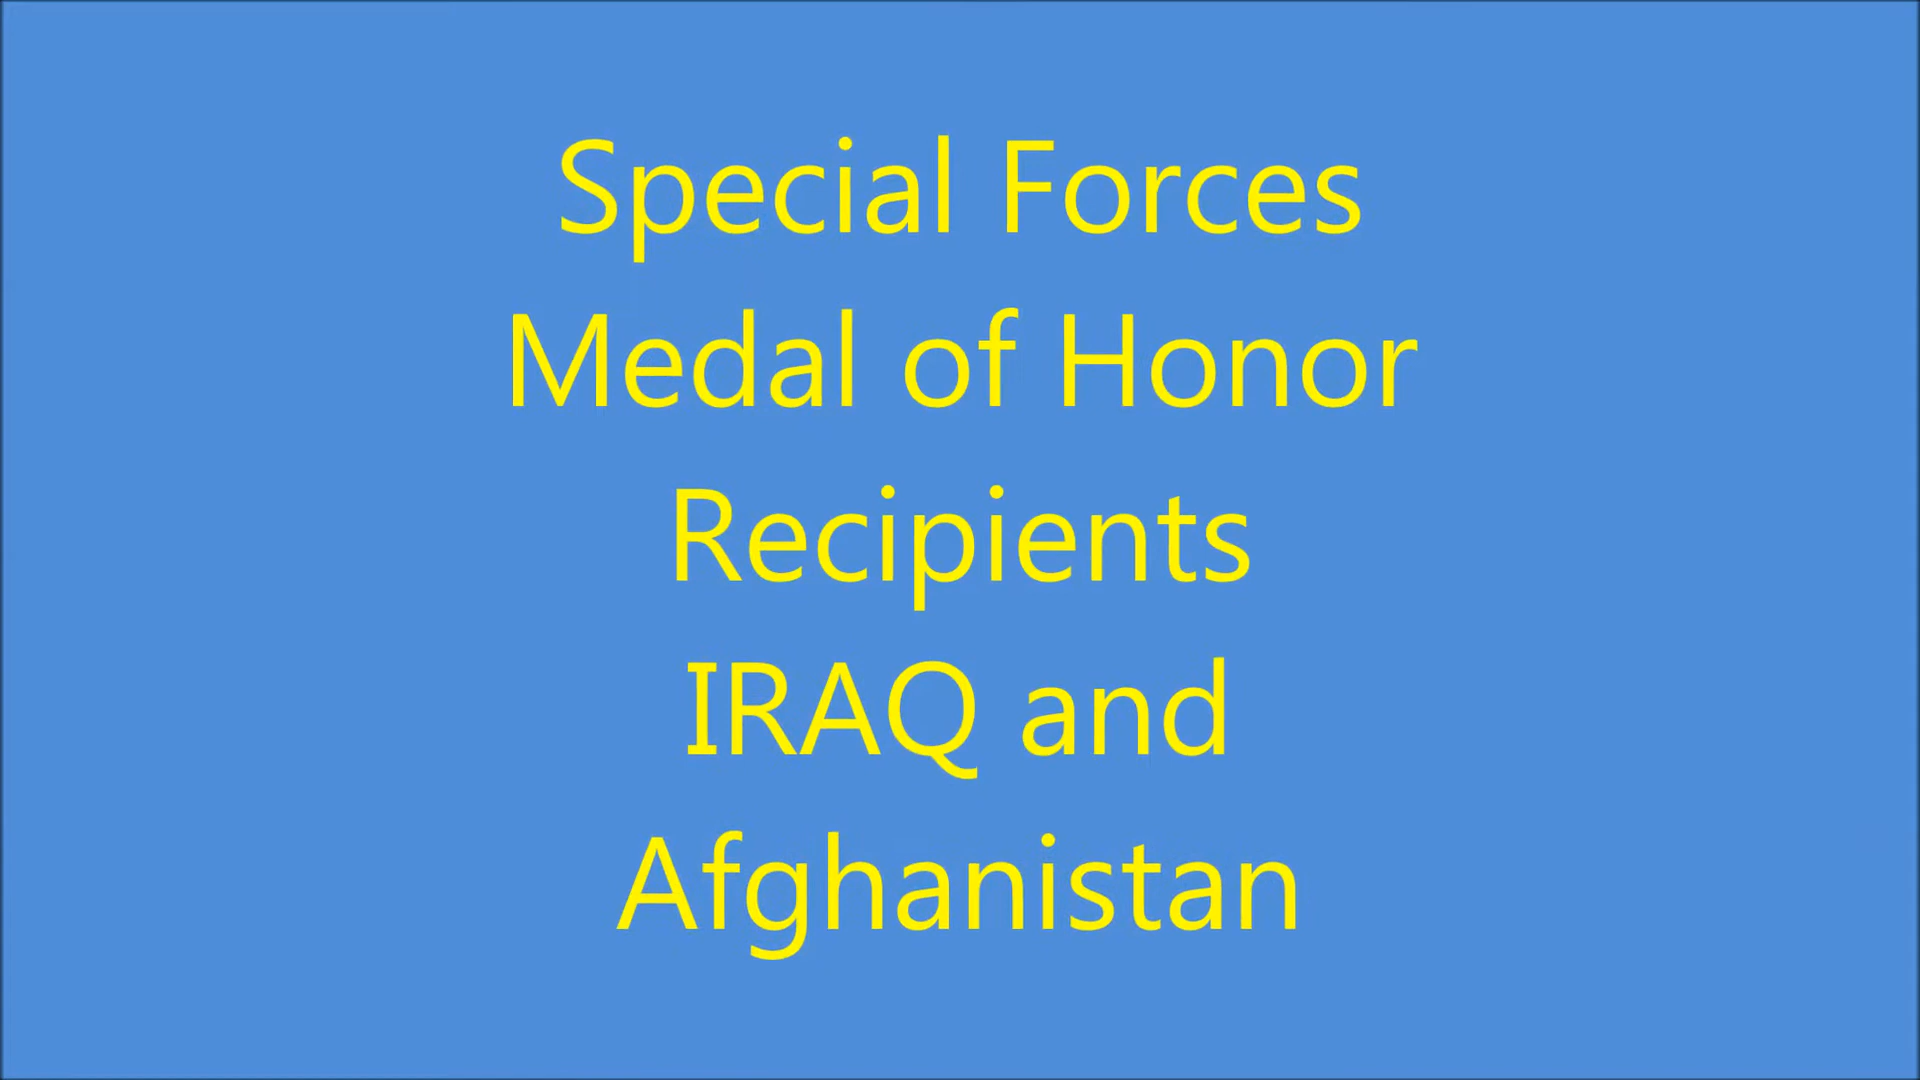 Special Forces
Medal of Honor
Recipients
IRAQ and
Afghanistan